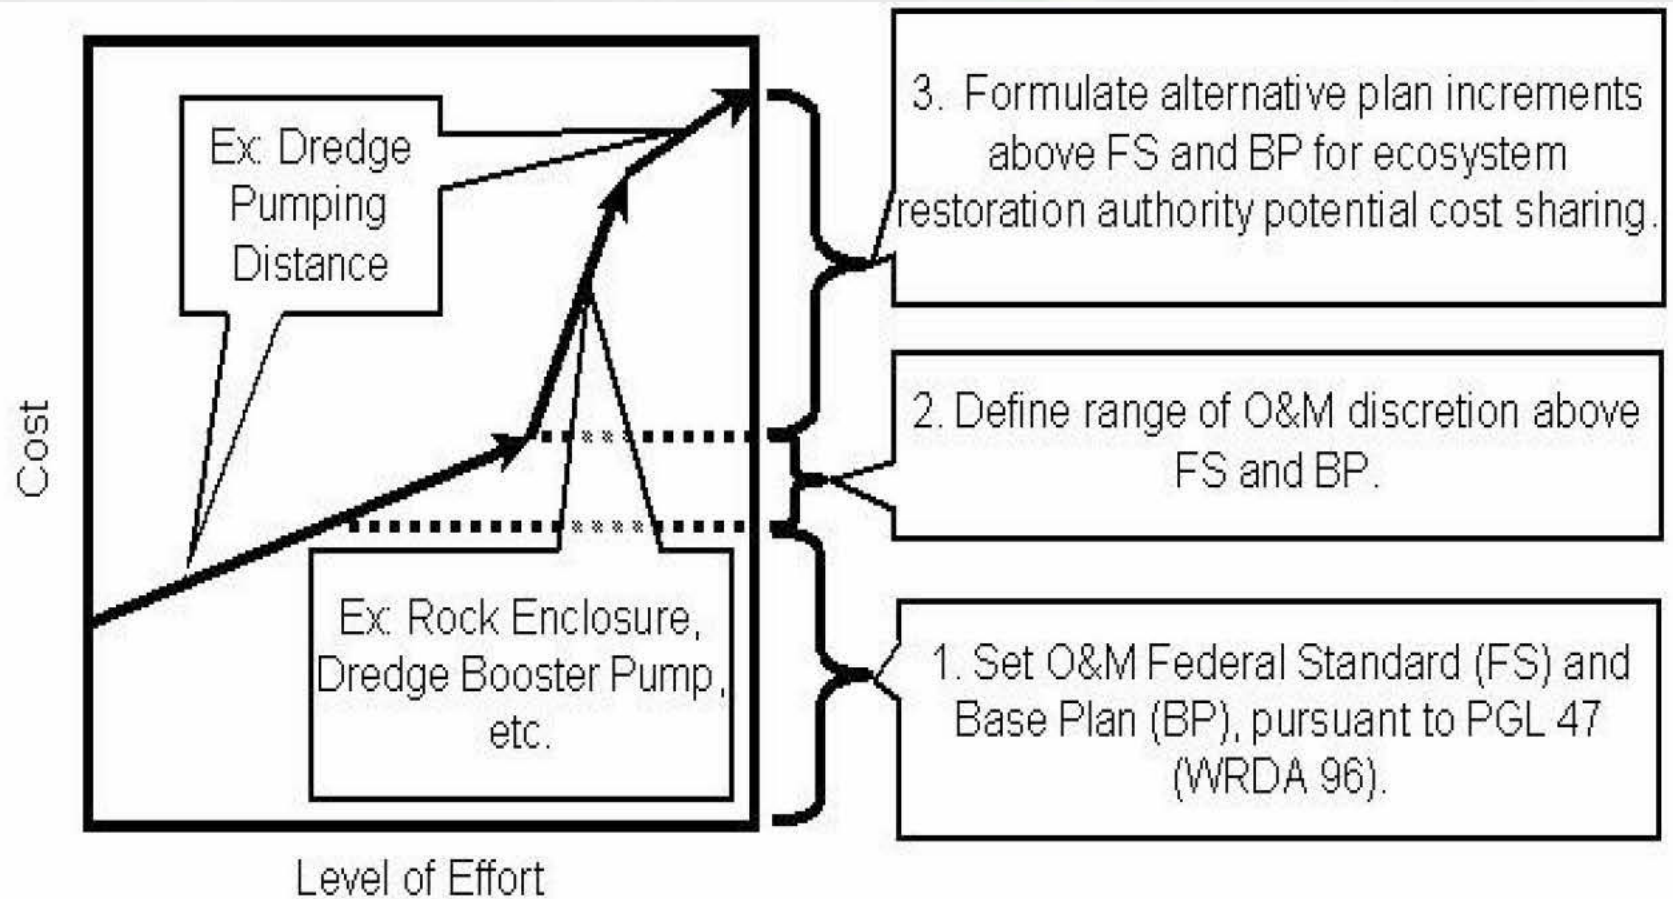 Ex: Dredge
Pumping
Distance
3. Formulate alternative plan increments
above FS and BP for ecosystem
restoration authority potential cost sharing.
2. Define range of O&M discretion above
FS and BP.
Cost
Ex: Rock Enclosure,
Dredge Booster Pump,
etc.
1. Set O&M Federal Standard (FS) and
Base Plan (BP), pursuant to PGL 47
(WRDA 96).
Level of Effort